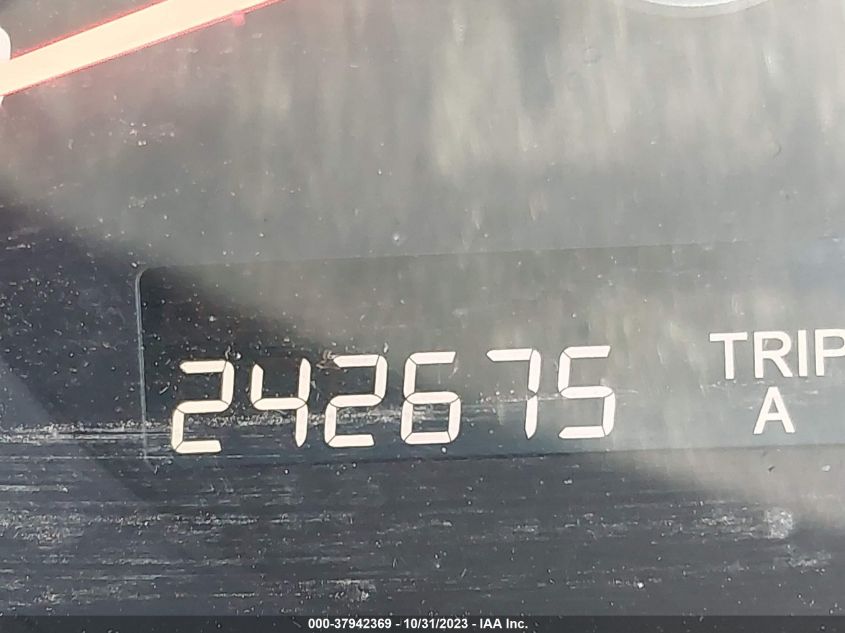 242675 TRIP
A
000-37942369 - 10/31/2023 - IAA Inc.